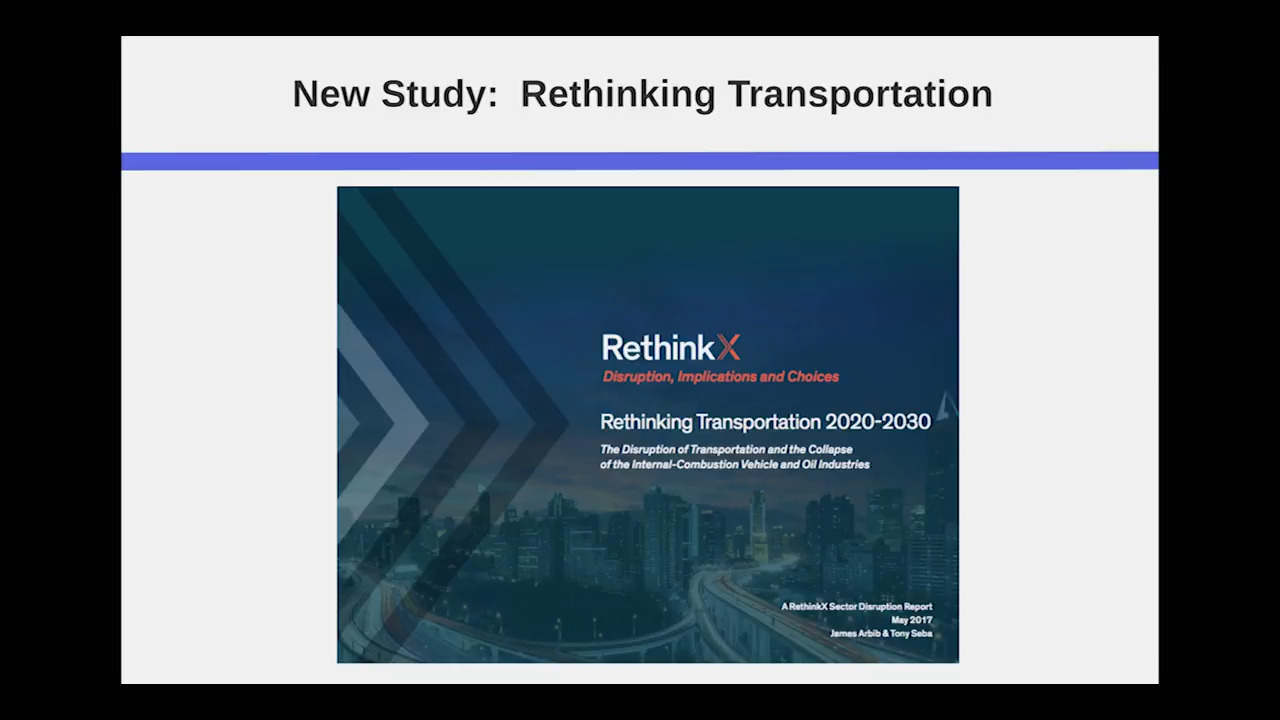 New Study:  Rethinking Transportation
RethinkX
Disruption, Implications and Choices
Rethinking Transportation 2020-2030
The Disruption of Transportation and the Collapse
of the Internal-Combustion Vehicle and Oil Industries
A RethinkX Sector Disruption Report
May 2017
James Arbib & Tony Seba